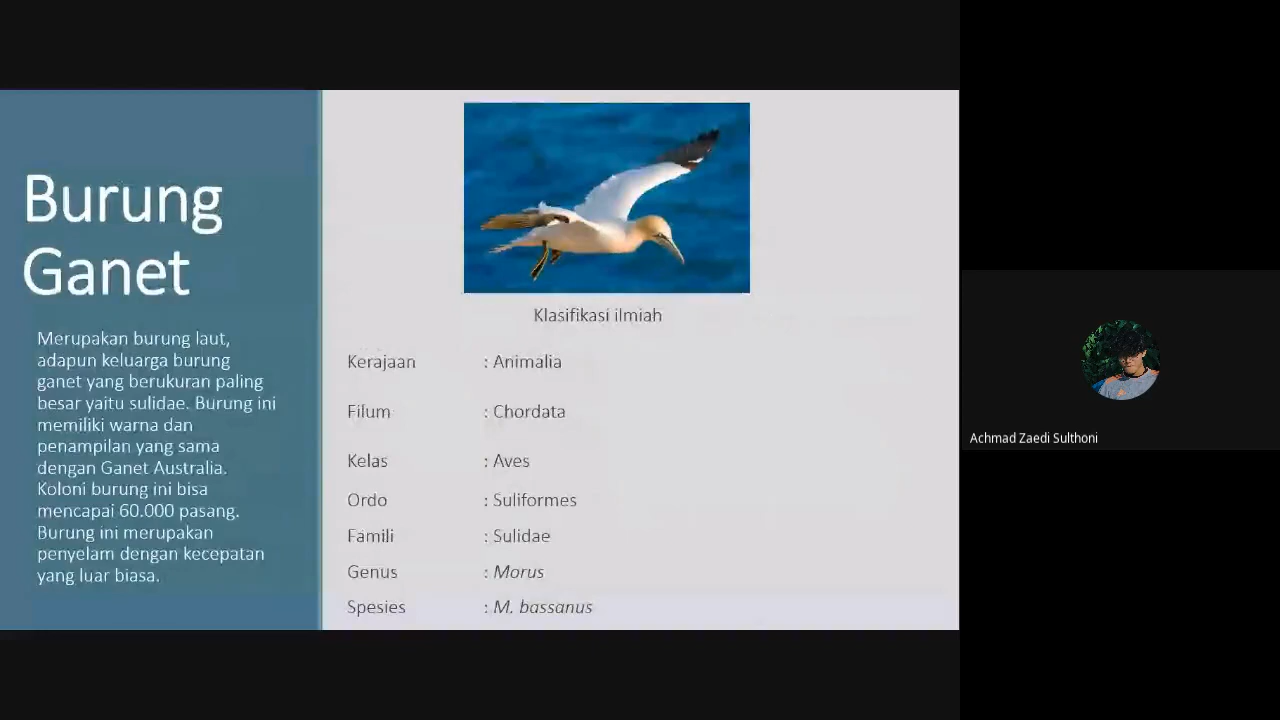 Burung
Ganet
Merupakan burung laut,
adapun keluarga burung
ganet yang berukuran paling
besar yaitu sulidae. Burung ini
memiliki warna dan
penampilan yang sama
dengan Ganet Australia.
Koloni burung ini bisa
mencapai 60.000 pasang.
Burung ini merupakan
penyelam dengan kecepatan
yang luar biasa.
Klasifikasi ilmiah
Kerajaan : Animalia
Filum : Chordata
Kelas : Aves
Ordo : Suliformes
Famili : Sulidae
Genus : Morus
Spesies : M. bassanus
Achmad Zaedi Sulthoni